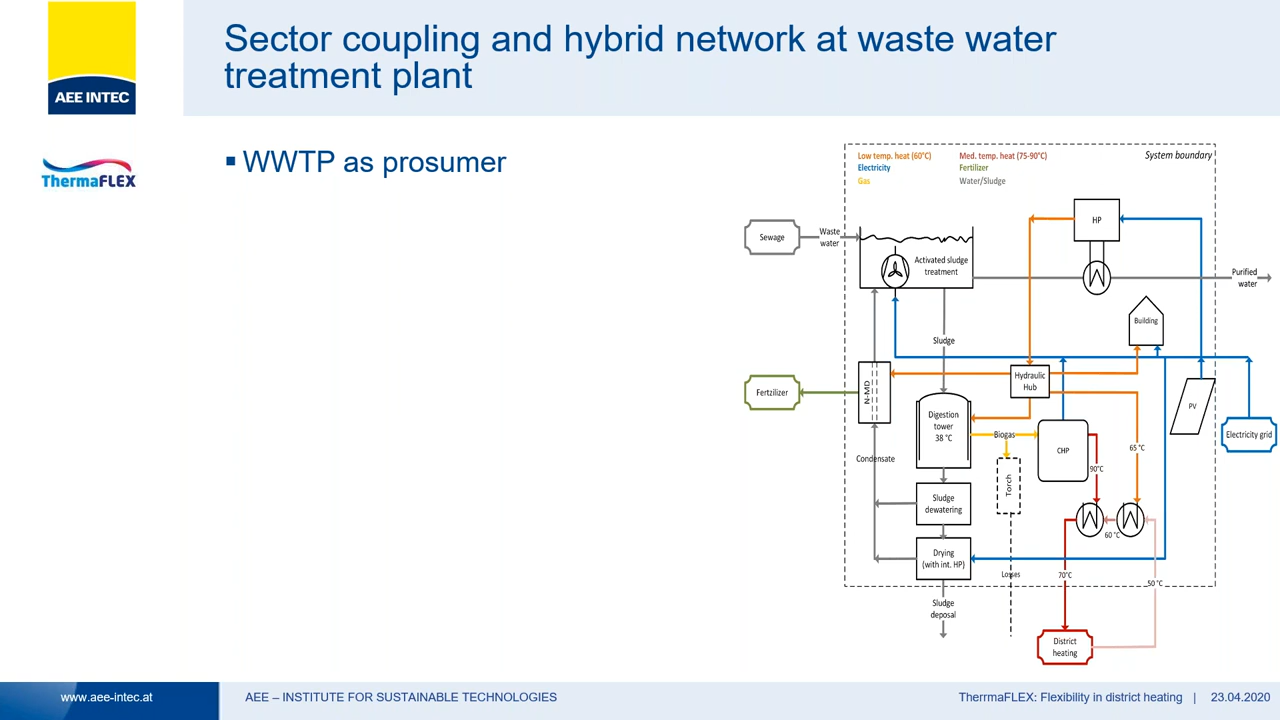 Sector coupling and hybrid network at waste water
treatment plant
AEE INTEC
ThermaFLEX
▪ WWTP as prosumer
Low temp. heat (60°C)
Med. temp. heat (75-90°C)
System boundary
Electricity
Fertilizer
Gas
Water/Sludge
HP
Sewage
Waste
water
Activated sludge
treatment
Purified
water
Building
Sludge
Hydraulic
Hub
N-MD
Fertzilizer
PV
Digestion
tower
38 °C
Biogas
CHP
Electricity grid
65 °C
Condensate
90°C
Torch
Sludge
dewatering
60 °C
Drying
(with int. HP)
Losses
70°C
50 °C
Sludge
deposal
District
heating
www.aee-intec.at
AEE – INSTITUTE FOR SUSTAINABLE TECHNOLOGIES
TherrmaFLEX: Flexibility in district heating | 23.04.2020